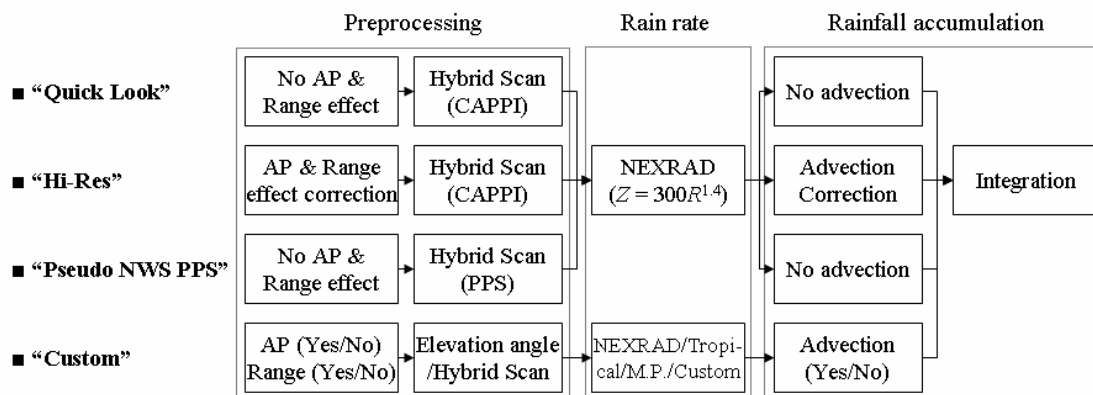 Preprocessing
Rain rate
Rainfall accumulation
■ “Quick Look”
No AP &
Range effect
Hybrid Scan
(CAPPI)
No advection
■ “Hi-Res”
AP & Range
effect correction
Hybrid Scan
(CAPPI)
NEXRAD
(Z = 300R^1.4)
Advection
Correction
Integration
■ “Pseudo NWS PPS”
No AP &
Range effect
Hybrid Scan
(PPS)
No advection
■ “Custom”
AP (Yes/No)
Range (Yes/No)
Elevation angle
/Hybrid Scan
NEXRAD/Tropi-
cal/M.P./Custom
Advection
(Yes/No)